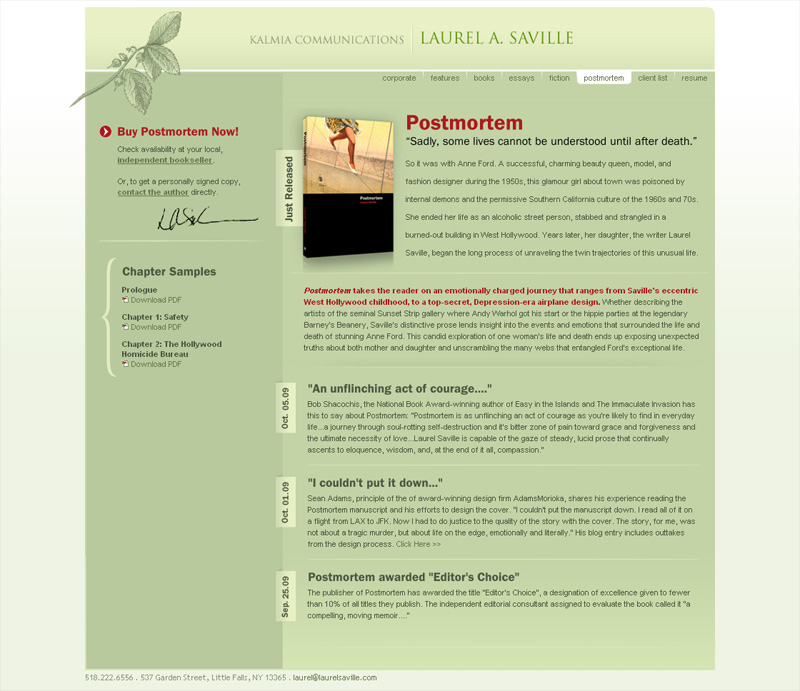 KALMIA COMMUNICATIONS
LAUREL A. SAVILLE
corporate features books essays fiction postmortem client list resume
Buy Postmortem Now!
Check availability at your local,
independent bookseller.
Or, to get a personally signed copy,
contact the author directly.
Chapter Samples
Prologue
Download PDF
Chapter 1: Safety
Download PDF
Chapter 2: The Hollywood
Homicide Bureau
Download PDF
Just Released
Postmortem
Postmortem
Postmortem
"Sadly, some lives cannot be understood until after death."
So it was with Anne Ford. A successful, charming beauty queen, model, and
fashion designer during the 1950s, this glamour girl about town was poisoned by
internal demons and the permissive Southern California culture of the 1960s and 70s.
She ended her life as an alcoholic street person, stabbed and strangled in a
burned-out building in West Hollywood. Years later, her daughter, the writer Laurel
Saville, began the long process of unraveling the twin trajectories of this unusual life.
Postmortem takes the reader on an emotionally charged journey that ranges from Saville's eccentric
West Hollywood childhood, to a top-secret, Depression-era airplane design. Whether describing the
artists of the seminal Sunset Strip gallery where Andy Warhol got his start or the hippie parties at the legendary
Barney's Beanery, Saville's distinctive prose lends insight into the events and emotions that surrounded the life and
death of stunning Anne Ford. This candid exploration of one woman's life and death ends up exposing unexpected
truths about both mother and daughter and unscrambling the many webs that entangled Ford's exceptional life.
Oct. 05.09
"An unflinching act of courage...."
Bob Shacochis, the National Book Award-winning author of Easy in the Islands and The Immaculate Invasion has
this to say about Postmortem: "Postmortem is as unflinching an act of courage as you're likely to find in everyday
life...a journey through soul-rotting self-destruction and it's bitter zone of pain toward grace and forgiveness and
the ultimate necessity of love...Laurel Saville is capable of the gaze of steady, lucid prose that continually
ascents to eloquence, wisdom, and, at the end of it all, compassion."
Oct. 01.09
"I couldn't put it down..."
Sean Adams, principle of the of award-winning design firm AdamsMorioka, shares his experience reading the
Postmortem manuscript and his efforts to design the cover. "I couldn't put the manuscript down. I read all of it on
a flight from LAX to JFK. Now I had to do justice to the quality of the story with the cover. The story, for me, was
not about a tragic murder, but about life on the edge, emotionally and literally." His blog entry includes outtakes
from the design process. Click Here >>
Sep. 25.09
Postmortem awarded "Editor's Choice"
The publisher of Postmortem has awarded the title "Editor's Choice", a designation of excellence given to fewer
than 10% of all titles they publish. The independent editorial consultant assigned to evaluate the book called it "a
compelling, moving memoir...."
518.222.6556 . 537 Garden Street, Little Falls, NY 13365 . laurel@laurelsaville.com